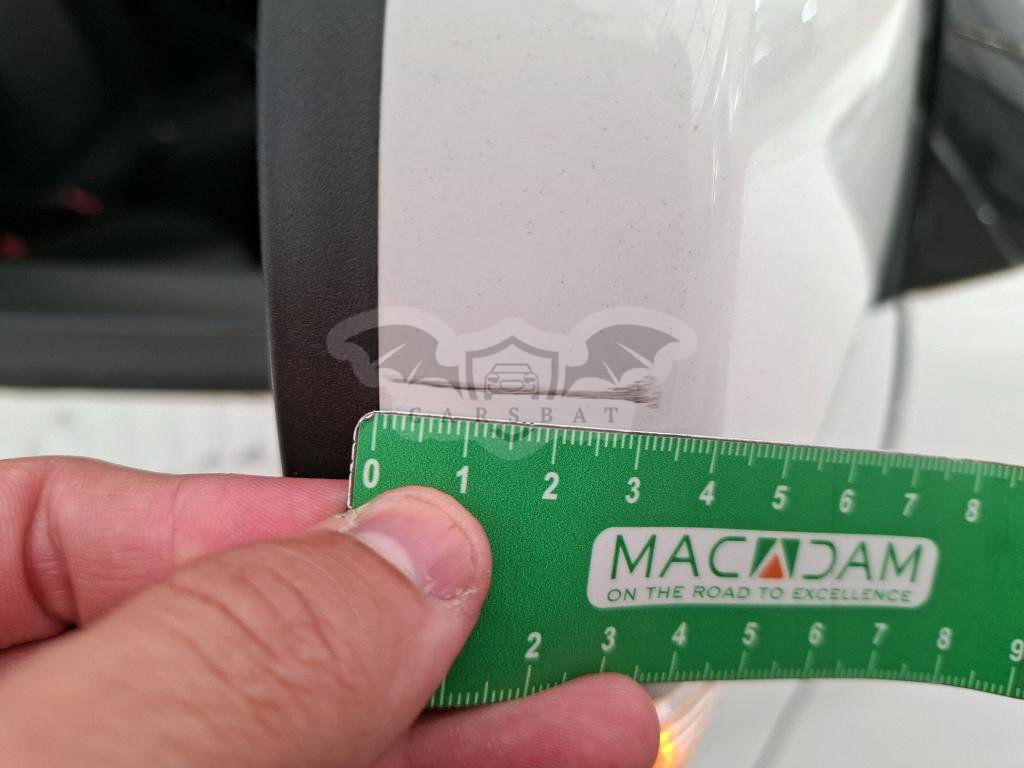 CARSBAT
0 1 2 3 4 5 6 7 8
MACADAM
ON THE ROAD TO EXCELLENCE
2 3 4 5 6 7 8 9